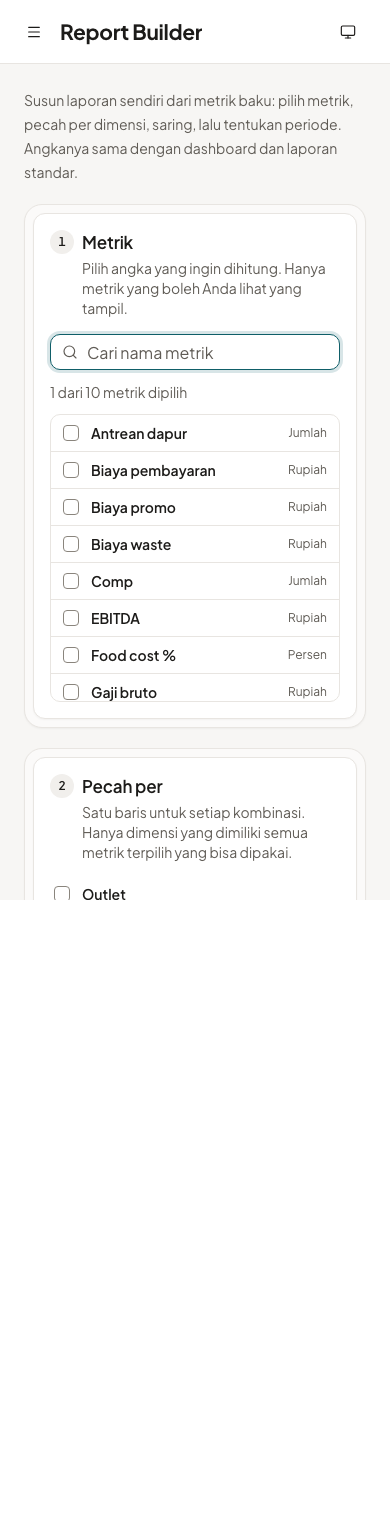 Report Builder
Susun laporan sendiri dari metrik baku: pilih metrik,
pecah per dimensi, saring, lalu tentukan periode.
Angkanya sama dengan dashboard dan laporan
standar.
1 Metrik
Pilih angka yang ingin dihitung. Hanya
metrik yang boleh Anda lihat yang
tampil.
Cari nama metrik
1 dari 10 metrik dipilih
Antrean dapur Jumlah
Biaya pembayaran Rupiah
Biaya promo Rupiah
Biaya waste Rupiah
Comp Jumlah
EBITDA Rupiah
Food cost % Persen
Gaji bruto Rupiah
2 Pecah per
Satu baris untuk setiap kombinasi.
Hanya dimensi yang dimiliki semua
metrik terpilih yang bisa dipakai.
Outlet